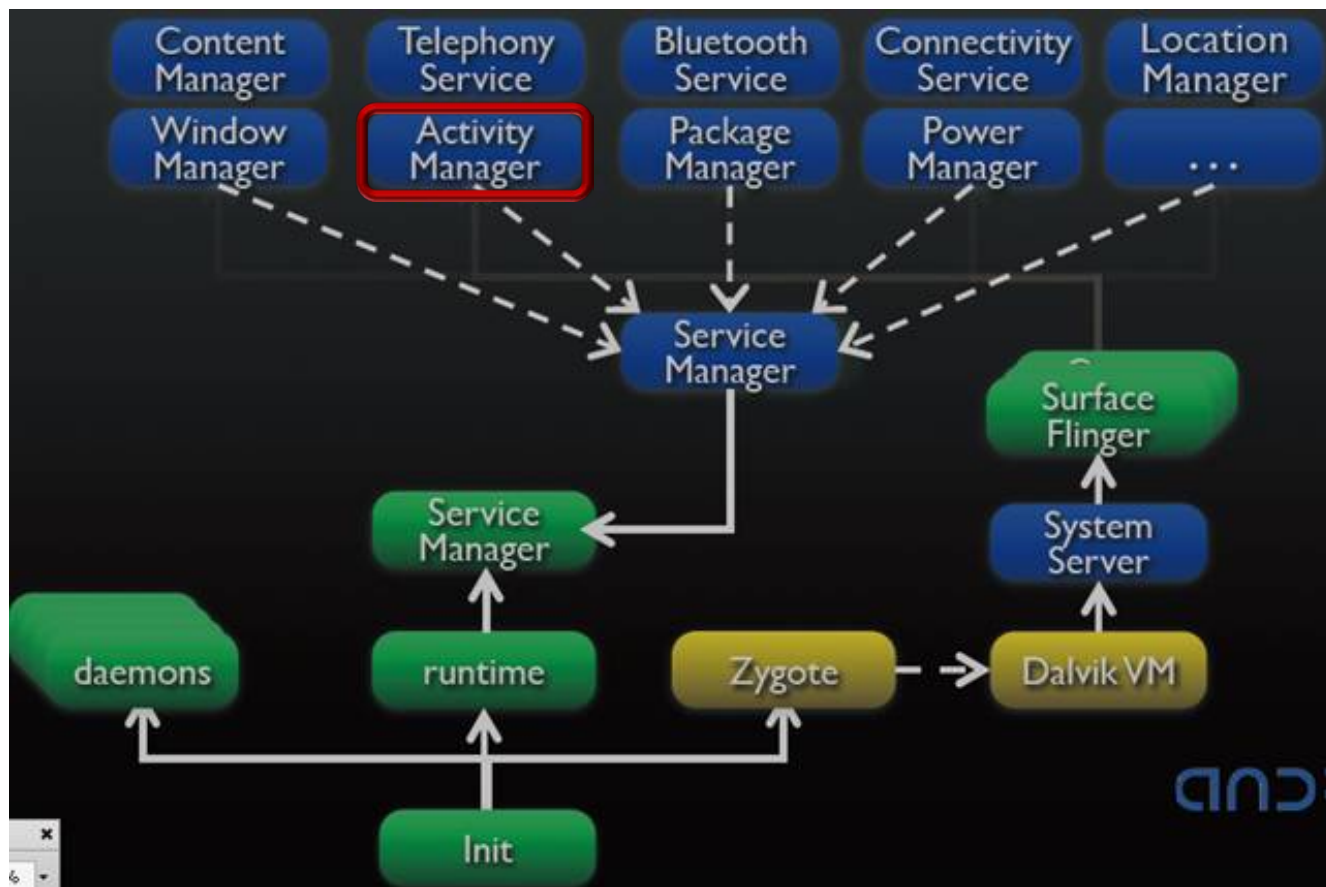 Content
Manager
Telephony
Service
Bluetooth
Service
Connectivity
Service
Location
Manager
Window
Manager
Activity
Manager
Package
Manager
Power
Manager
...
Service
Manager
Surface
Flinger
Service
Manager
System
Server
daemons
runtime
Zygote
Dalvik VM
Init